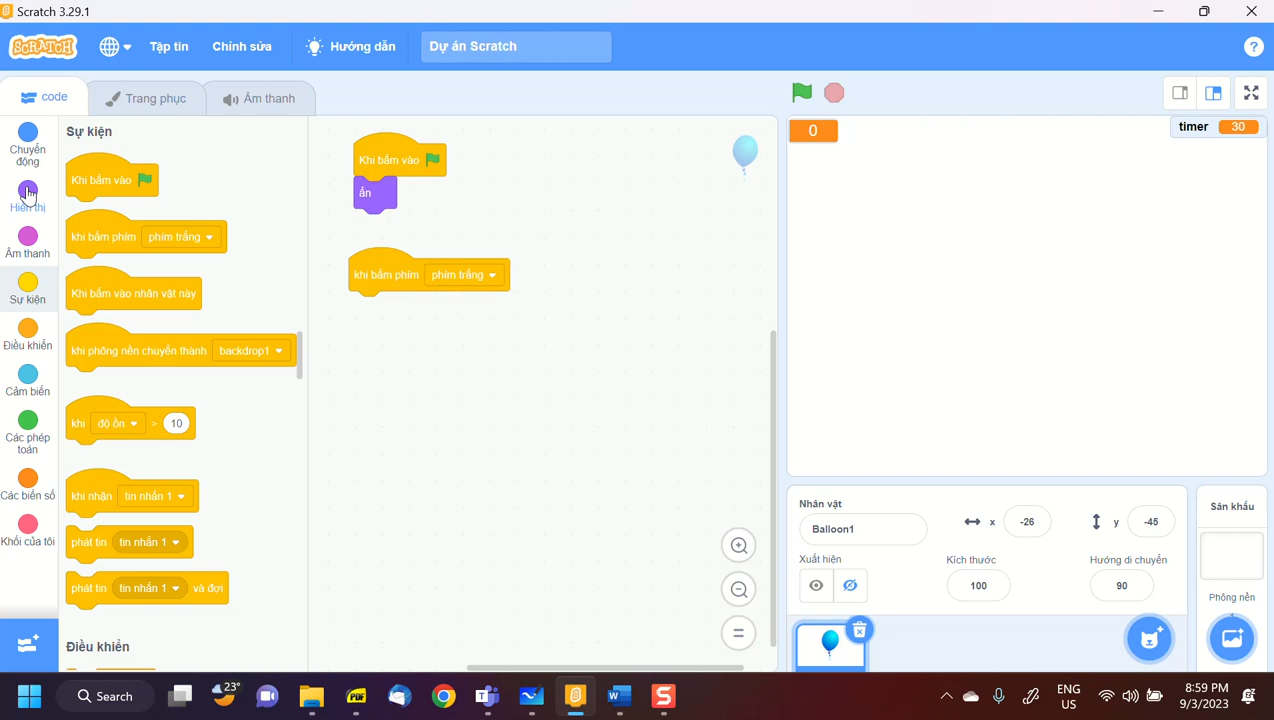 Scratch 3.29.1
SCRATCH
Tập tin
Chỉnh sửa
Hướng dẫn
Dự án Scratch
?
code
Trang phục
Âm thanh
Chuyển động
Hiển thị
Âm thanh
Sự kiện
Điều khiển
Cảm biến
Các phép toán
Các biến số
Khối của tôi
Sự kiện
Khi bấm vào
khi bấm phím phím trắng
Khi bấm vào nhân vật này
khi phông nền chuyển thành backdrop1
khi độ ồn > 10
khi nhận tin nhắn 1
phát tin tin nhắn 1
phát tin tin nhắn 1 và đợi
Điều khiển
Khi bấm vào
ẩn
khi bấm phím phím trắng
0
timer 30
Nhân vật
Balloon1
x -26
y -45
Xuất hiện
Kích thước
100
Hướng di chuyển
90
Sân khấu
Phông nền
Search
23°
PDF
ENG
US
8:59 PM
9/3/2023